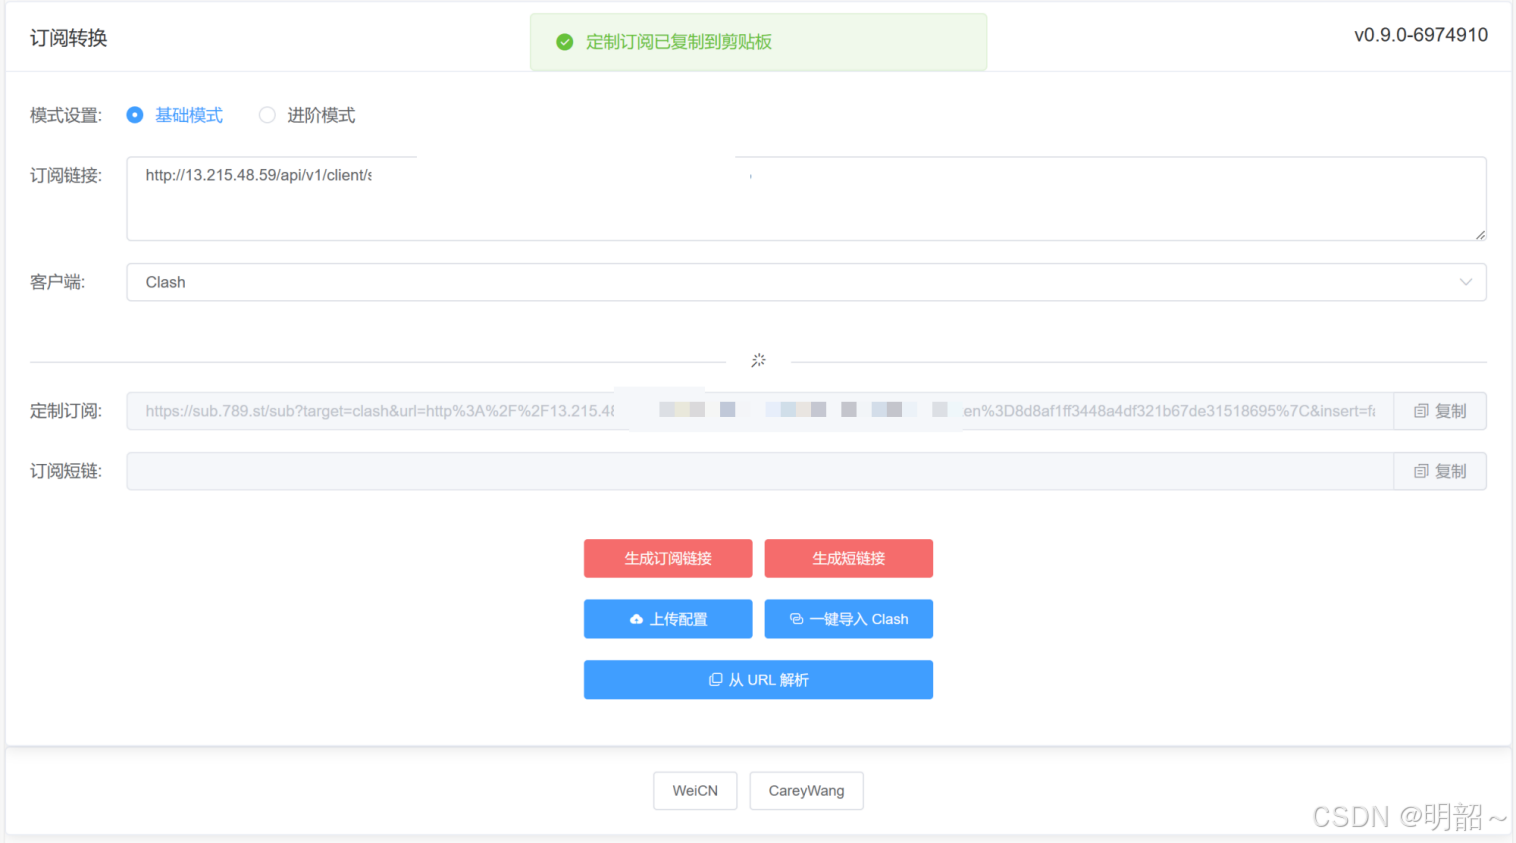 订阅转换
定制订阅已复制到剪贴板
v0.9.0-6974910
模式设置: 基础模式 进阶模式
订阅链接: http://13.215.48.59/api/v1/client/s
客户端: Clash
定制订阅: https://sub.789.st/sub?target=clash&url=http%3A%2F%2F13.215.48 en%3D8d8af1ff3448a4df321b67de31518695%7C&insert=fa 复制
订阅短链: 复制
生成订阅链接 生成短链接
上传配置 一键导入 Clash
从 URL 解析
WeiCN CareyWang
CSDN @明韶～